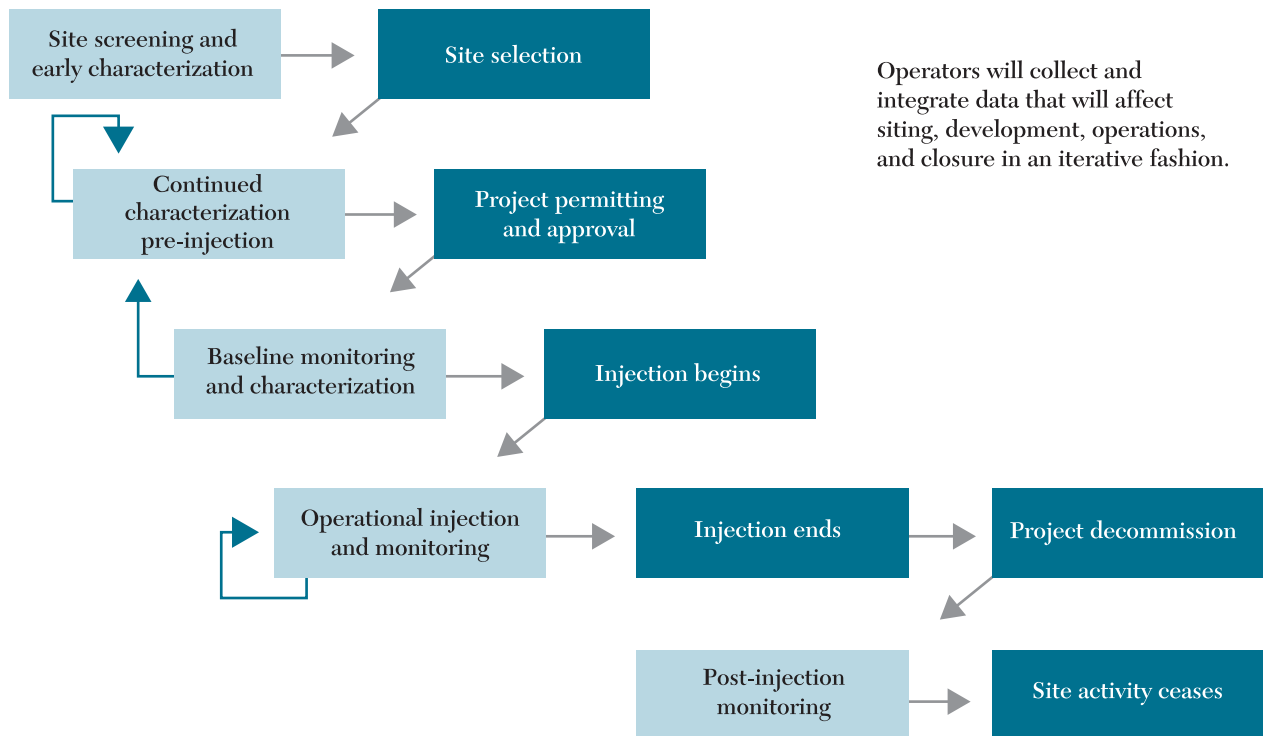 Site screening and
early characterization
Site selection
Operators will collect and
integrate data that will affect
siting, development, operations,
and closure in an iterative fashion.
Continued
characterization
pre-injection
Project permitting
and approval
Baseline monitoring
and characterization
Injection begins
Operational injection
and monitoring
Injection ends
Project decommission
Post-injection
monitoring
Site activity ceases